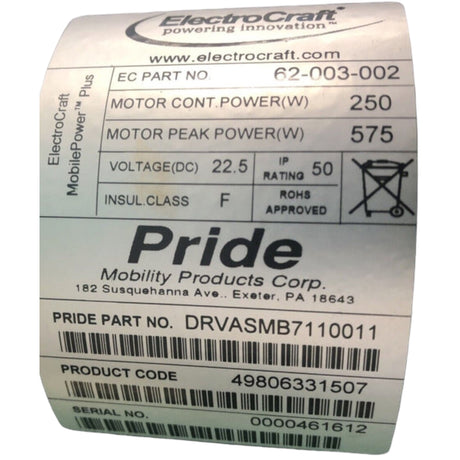 ElectroCraft®
powering innovation™
www.electrocraft.com
ElectroCraft
MobilePower™ Plus
EC PART NO. 62-003-002
MOTOR CONT.POWER(W) 250
MOTOR PEAK POWER(W) 575
VOLTAGE(DC) 22.5 IP RATING 50
INSUL.CLASS F ROHS APPROVED
Pride
Mobility Products Corp.
182 Susquehanna Ave., Exeter, PA 18643
PRIDE PART NO. DRVASMB7110011
PRODUCT CODE 49806331507
SERIAL NO. 0000461612